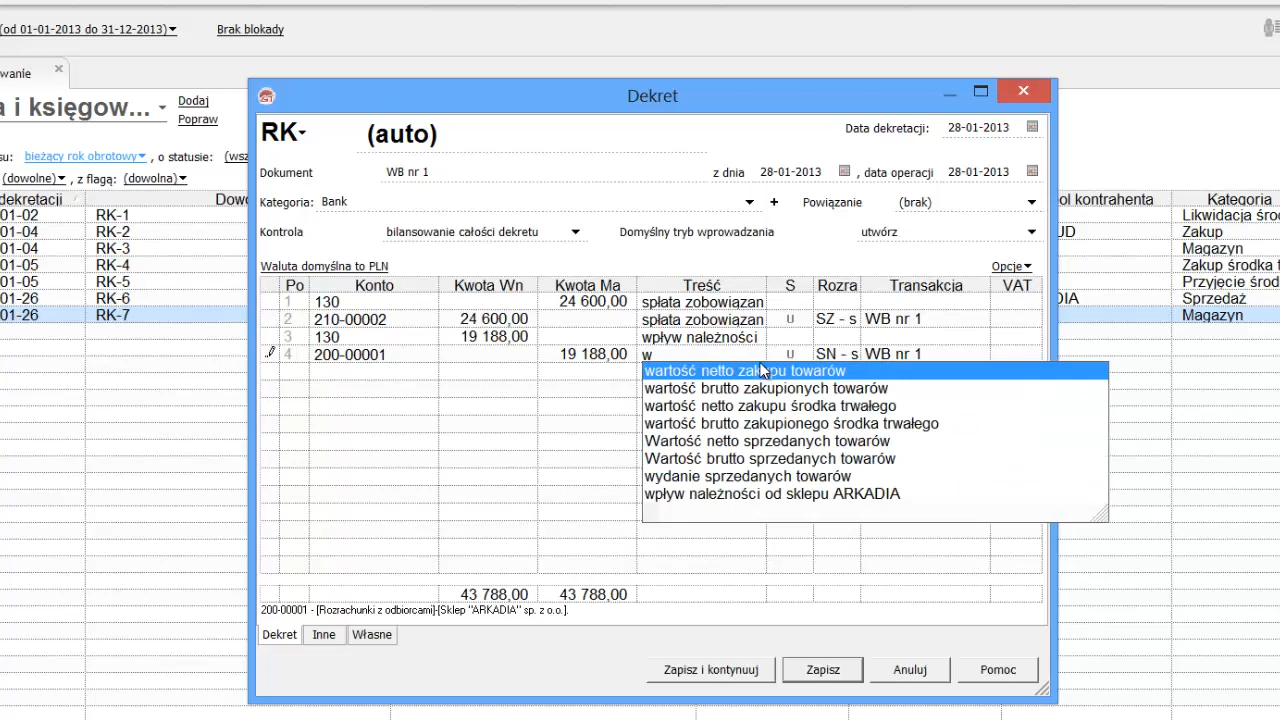 (od 01-01-2013 do 31-12-2013) Brak blokady
wanie
a i księgow... Dodaj
Popraw
su: bieżący rok obrotowy , o statusie: (wsz
(dowolne) , z flagą: (dowolna)
dekretacji Dowo ol kontrahenta Kategoria
01-02 RK-1 Likwidacja śro
01-04 RK-2 UD Zakup
01-04 RK-3 Magazyn
01-05 RK-4 Zakup środka t
01-05 RK-5 Przyjęcie środ
01-26 RK-6 DIA Sprzedaż
01-26 RK-7 Magazyn
Dekret
RK- (auto) Data dekretacji: 28-01-2013
Dokument WB nr 1 z dnia 28-01-2013 , data operacji 28-01-2013
Kategoria: Bank + Powiązanie (brak)
Kontrola bilansowanie całości dekretu Domyślny tryb wprowadzania utwórz
Waluta domyślna to PLN Opcje
Po Konto Kwota Wn Kwota Ma Treść S Rozra Transakcja VAT
1 130 24 600,00 spłata zobowiązan
2 210-00002 24 600,00 spłata zobowiązan U SZ - s WB nr 1
3 130 19 188,00 wpływ należności
4 200-00001 19 188,00 w U SN - s WB nr 1
wartość netto zakupu towarów
wartość brutto zakupionych towarów
wartość netto zakupu środka trwałego
wartość brutto zakupionego środka trwałego
Wartość netto sprzedanych towarów
Wartość brutto sprzedanych towarów
wydanie sprzedanych towarów
wpływ należności od sklepu ARKADIA
43 788,00 43 788,00
200-00001 - [Rozrachunki z odbiorcami]-[Sklep "ARKADIA" sp. z o.o.].
Dekret Inne Własne
Zapisz i kontynuuj Zapisz Anuluj Pomoc